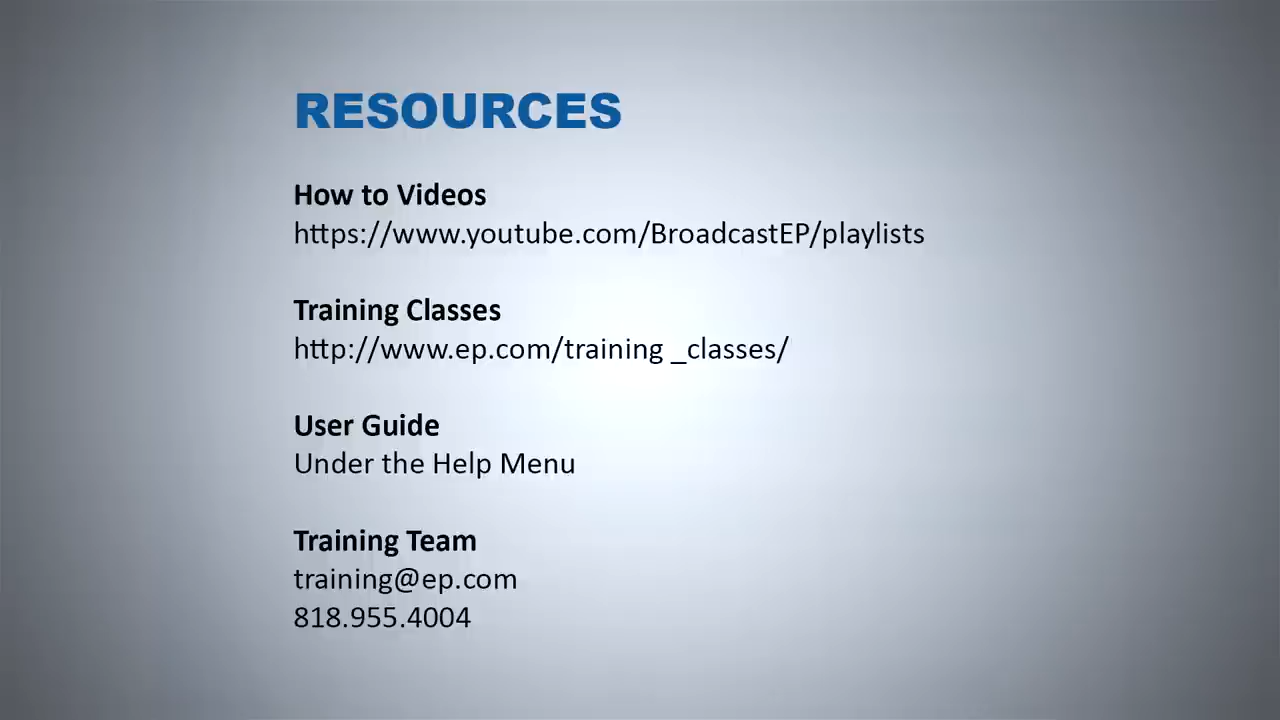 RESOURCES
How to Videos
https://www.youtube.com/BroadcastEP/playlists
Training Classes
http://www.ep.com/training _classes/
User Guide
Under the Help Menu
Training Team
training@ep.com
818.955.4004